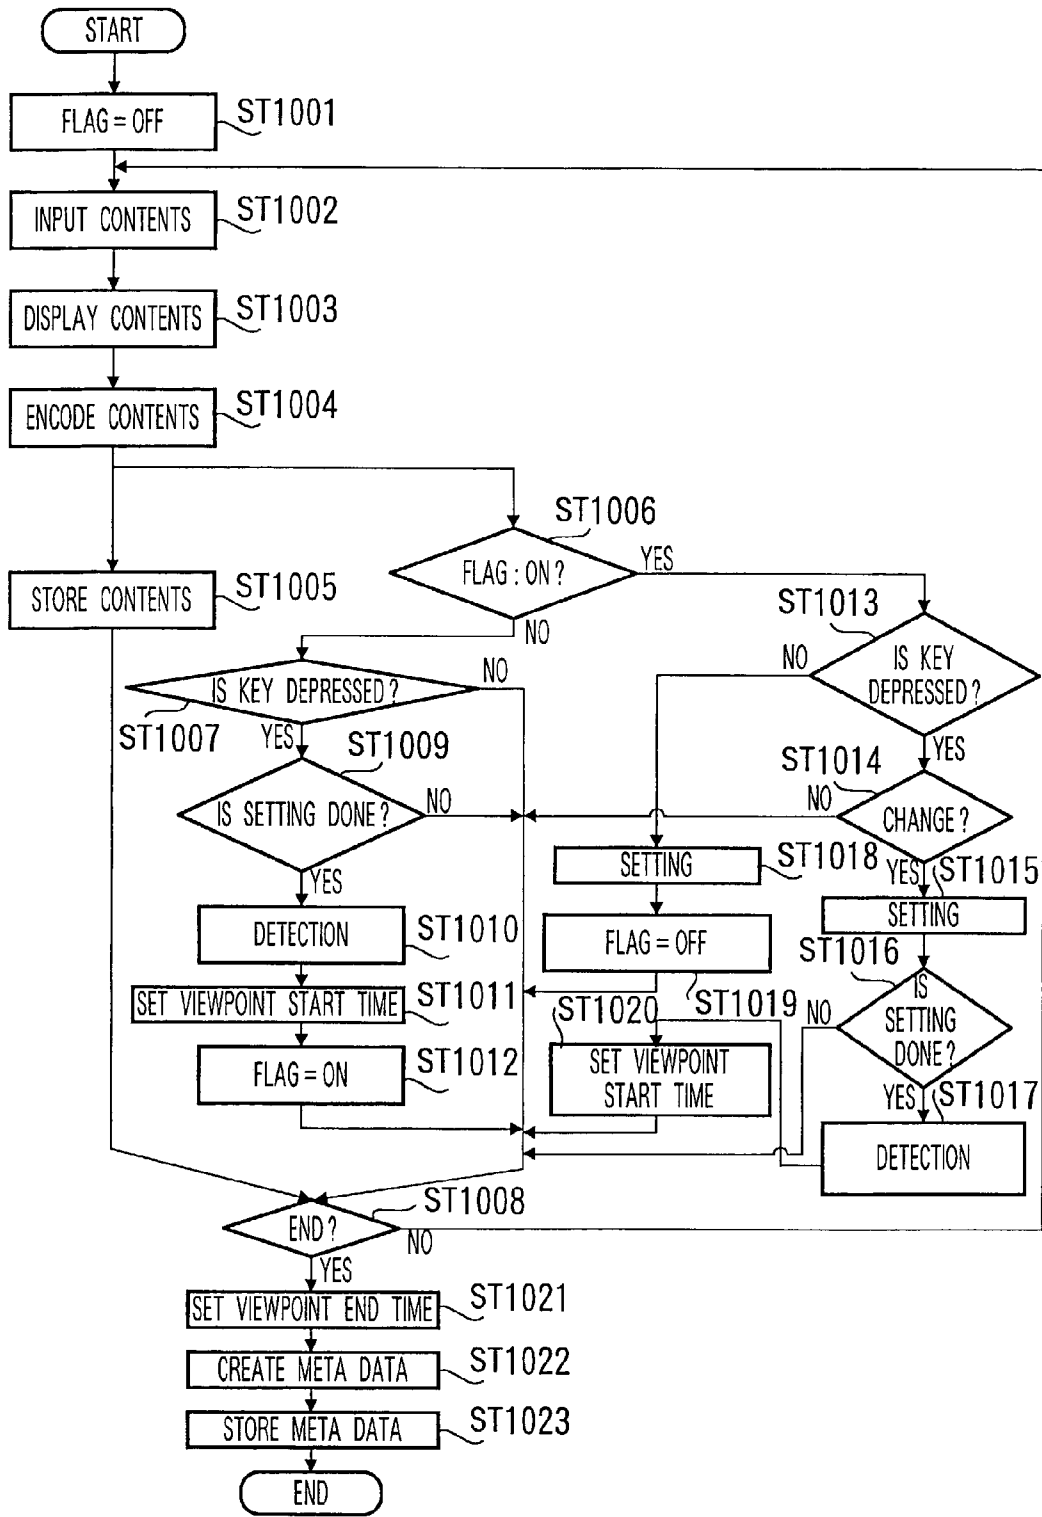 START
FLAG = OFF
ST1001
INPUT CONTENTS
ST1002
DISPLAY CONTENTS
ST1003
ENCODE CONTENTS
ST1004
STORE CONTENTS
ST1005
FLAG : ON ?
ST1006
YES
NO
IS KEY DEPRESSED ?
ST1007
NO
YES
IS SETTING DONE ?
ST1009
NO
YES
DETECTION
ST1010
SET VIEWPOINT START TIME
ST1011
FLAG = ON
ST1012
ST1013
IS KEY
DEPRESSED ?
NO
YES
ST1014
CHANGE ?
NO
YES
ST1015
SETTING
ST1016
IS
SETTING
DONE ?
NO
YES
ST1017
DETECTION
SETTING
ST1018
FLAG = OFF
ST1019
ST1020
SET VIEWPOINT
START TIME
END ?
ST1008
NO
YES
SET VIEWPOINT END TIME
ST1021
CREATE META DATA
ST1022
STORE META DATA
ST1023
END